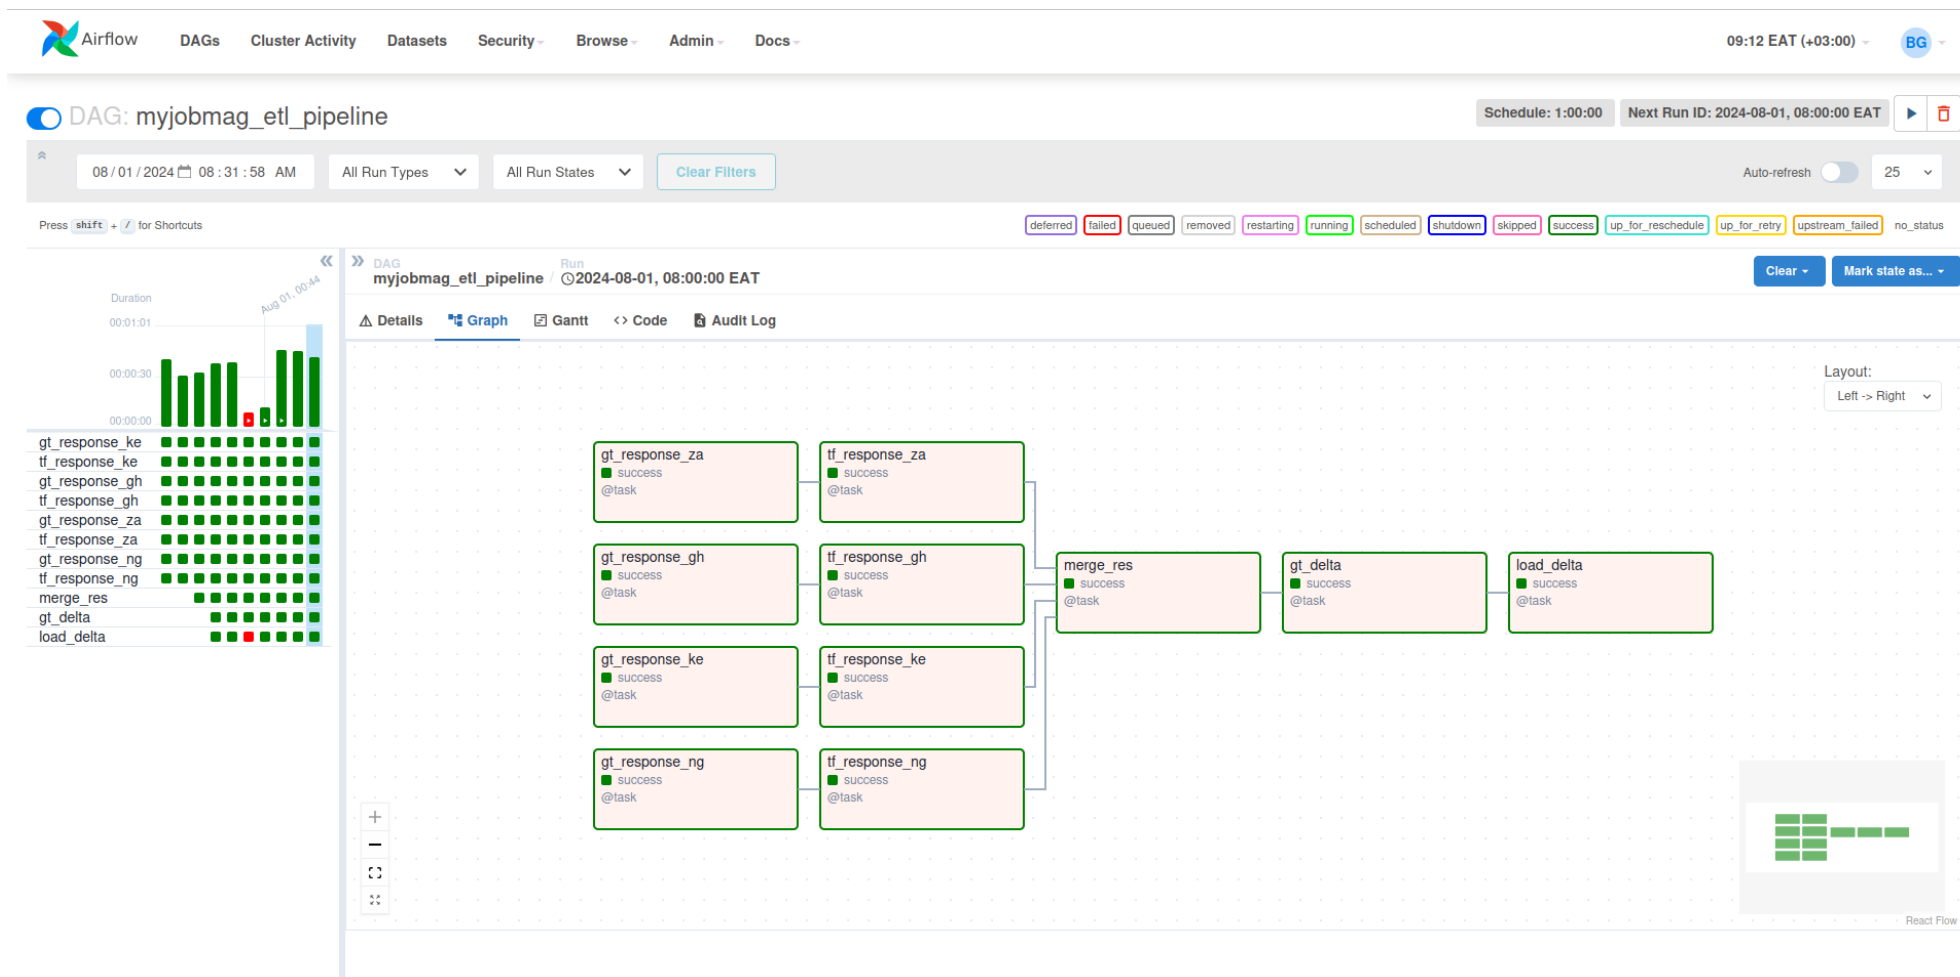 Airflow DAGs Cluster Activity Datasets Security Browse Admin Docs 09:12 EAT (+03:00) BG
DAG: myjobmag_etl_pipeline Schedule: 1:00:00 Next Run ID: 2024-08-01, 08:00:00 EAT
08/01/2024 08:31:58 AM All Run Types All Run States Clear Filters Auto-refresh 25
Press shift + / for Shortcuts deferred failed queued removed restarting running scheduled shutdown skipped success up_for_reschedule up_for_retry upstream_failed no_status
DAG
myjobmag_etl_pipeline / Run
2024-08-01, 08:00:00 EAT
Clear Mark state as...
Details Graph Gantt Code Audit Log
Aug 01, 00:44
Duration
00:01:01
00:00:30
00:00:00
gt_response_ke
tf_response_ke
gt_response_gh
tf_response_gh
gt_response_za
tf_response_za
gt_response_ng
tf_response_ng
merge_res
gt_delta
load_delta
Layout:
Left -> Right
gt_response_za
success
@task
tf_response_za
success
@task
gt_response_gh
success
@task
tf_response_gh
success
@task
gt_response_ke
success
@task
tf_response_ke
success
@task
gt_response_ng
success
@task
tf_response_ng
success
@task
merge_res
success
@task
gt_delta
success
@task
load_delta
success
@task
React Flow